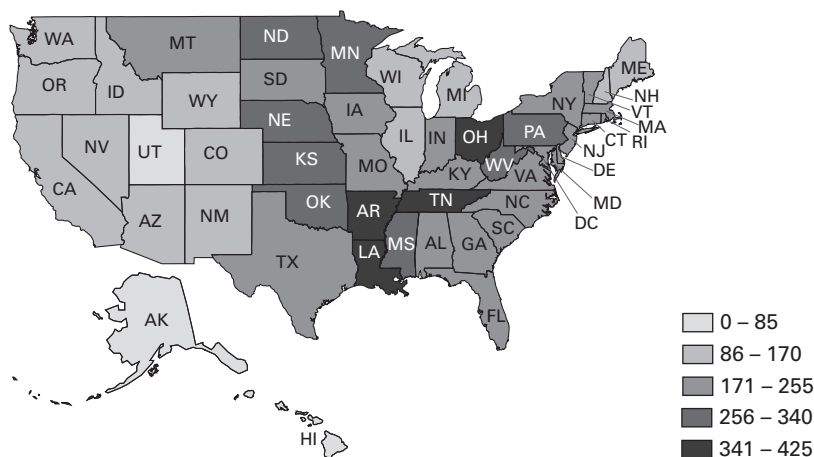 WA
MT
ND
MN
OR
ID
WY
SD
WI
MI
ME
NH
VT
NY
MA
RI
CT
NV
UT
CO
NE
IA
IL
IN
OH
PA
NJ
DE
CA
KS
MO
KY
WV
VA
MD
DC
AZ
NM
OK
AR
TN
NC
SC
TX
LA
MS
AL
GA
FL
AK
HI
0 – 85
86 – 170
171 – 255
256 – 340
341 – 425